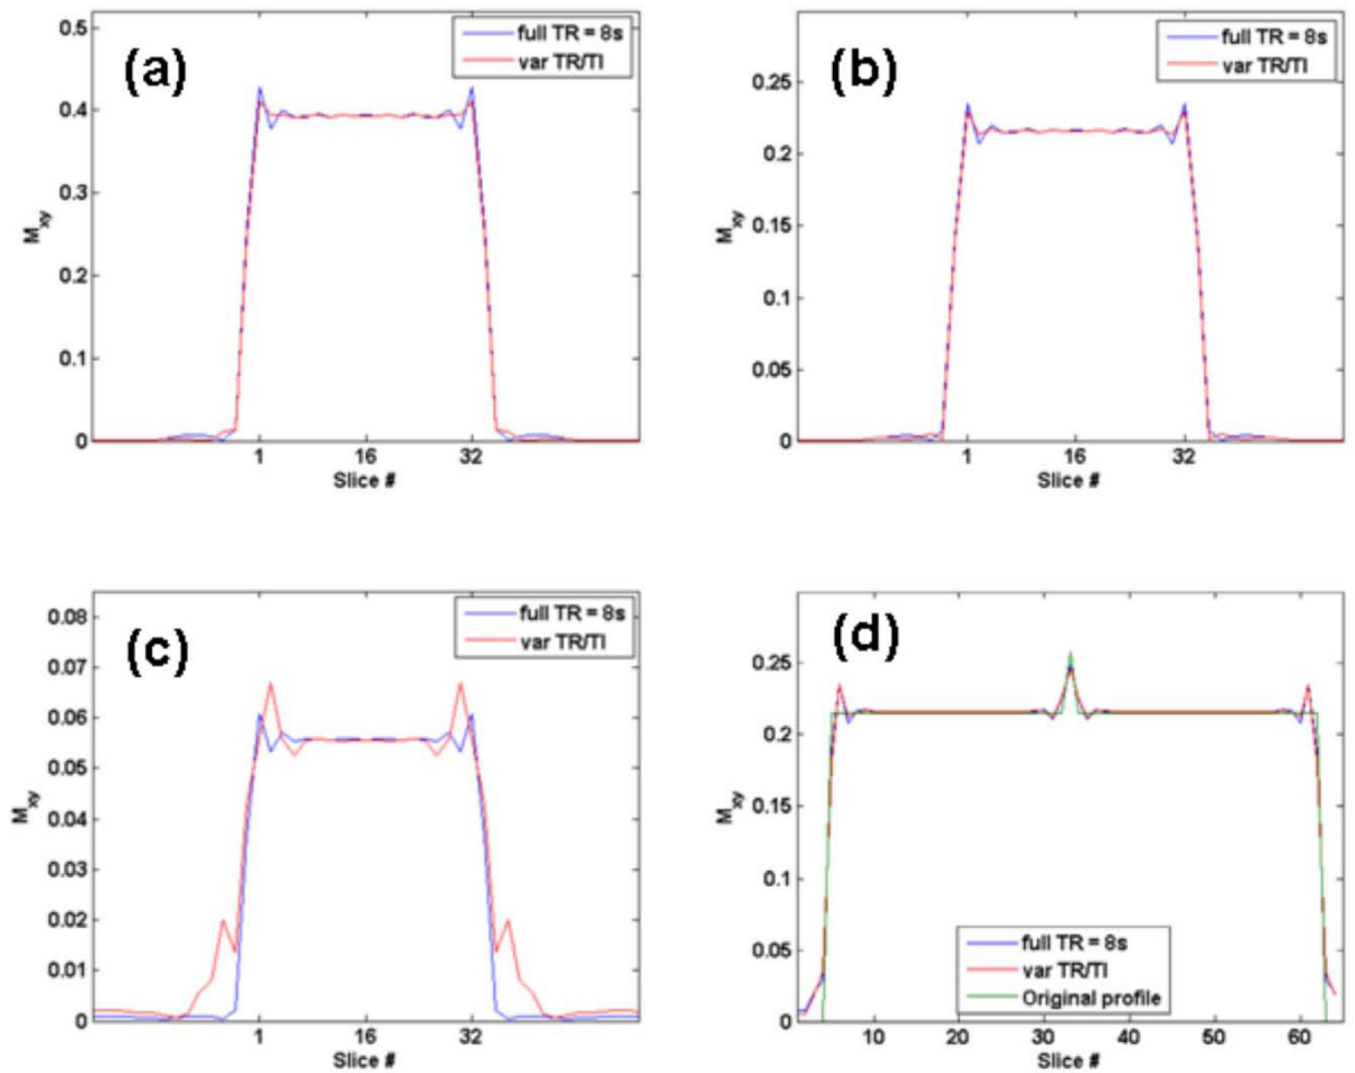 (a)
full TR = 8s
var TR/TI
0.5
0.4
0.3
0.2
0.1
0
Mxy
1
16
32
Slice #
(b)
full TR = 8s
var TR/TI
0.25
0.2
0.15
0.1
0.05
0
Mxy
1
16
32
Slice #
(c)
full TR = 8s
var TR/TI
0.08
0.07
0.06
0.05
0.04
0.03
0.02
0.01
0
Mxy
1
16
32
Slice #
(d)
0.25
0.2
0.15
0.1
0.05
0
Mxy
full TR = 8s
var TR/TI
Original profile
10
20
30
40
50
60
Slice #